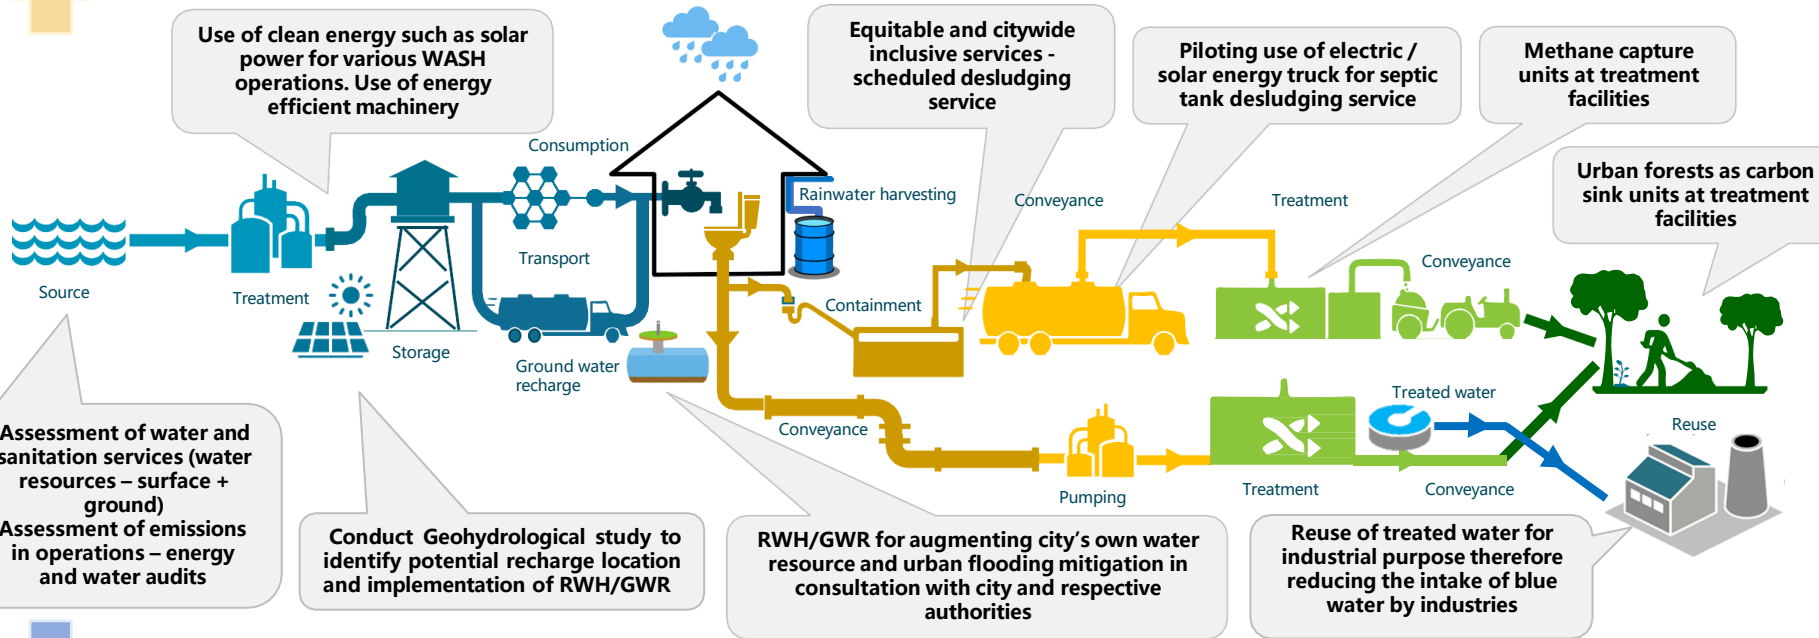 Use of clean energy such as solar
power for various WASH
operations. Use of energy
efficient machinery
Equitable and citywide
inclusive services -
scheduled desludging
service
Piloting use of electric /
solar energy truck for septic
tank desludging service
Methane capture
units at treatment
facilities
Urban forests as carbon
sink units at treatment
facilities
Consumption
Rainwater harvesting
Conveyance
Treatment
Source
Treatment
Transport
Containment
Conveyance
Storage
Ground water
recharge
Treated water
Conveyance
Reuse
Pumping
Treatment
Conveyance
Assessment of water and
sanitation services (water
resources – surface +
ground)
Assessment of emissions
in operations – energy
and water audits
Conduct Geohydrological study to
identify potential recharge location
and implementation of RWH/GWR
RWH/GWR for augmenting city's own water
resource and urban flooding mitigation in
consultation with city and respective
authorities
Reuse of treated water for
industrial purpose therefore
reducing the intake of blue
water by industries